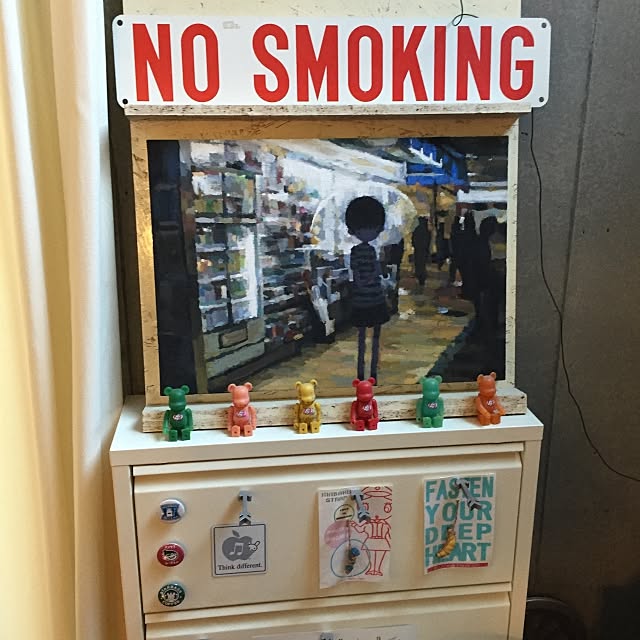 NO SMOKING
Think different.
FASTEN
YOUR
DEEP
HEART